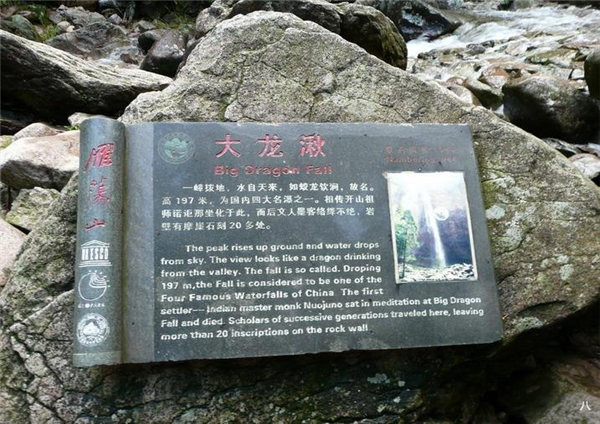 雁荡山
UNESCO
大龙湫
Big Dragon Fall
一峰拔地，水自天来，如蛟龙饮涧，故名。
高197米，为国内四大名瀑之一。相传开山祖
师诺讵那坐化于此，而后文人墨客络绎不绝，岩
壁有摩崖石刻20多处。
The peak rises up ground and water drops
from sky. The view looks like a dragon drinking
from the valley. The fall is so called. Droping
197 m,the Fall is considered to be one of the
Four Famous Waterfalls of China. The first
settler--- Indian master monk Nuojuno sat in meditation at Big Dragon
Fall and died. Scholars of successive generations traveled here, leaving
more than 20 inscriptions on the rock wall.
八